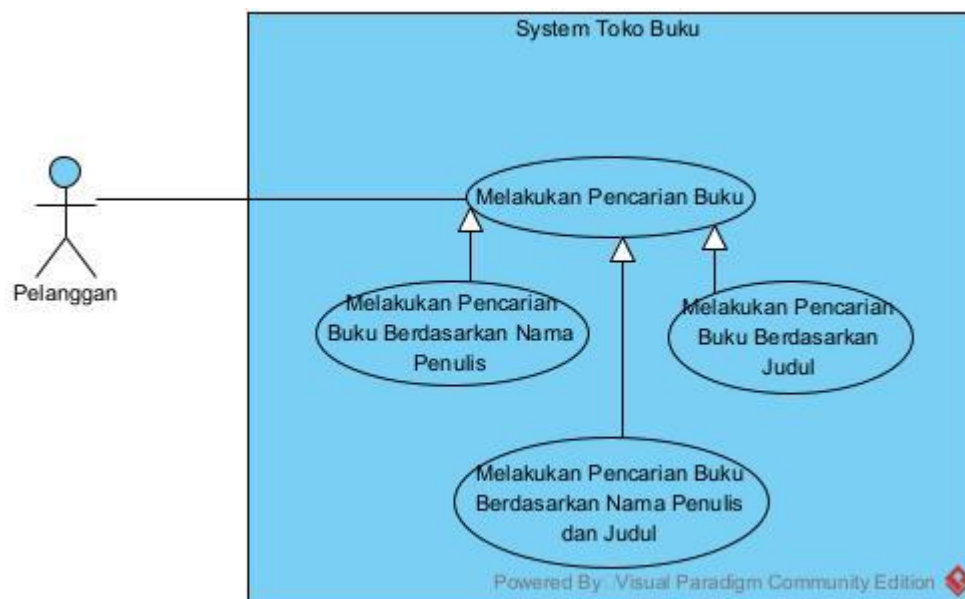 System Toko Buku
Melakukan Pencarian Buku
Pelanggan
Melakukan Pencarian
Buku Berdasarkan Nama
Penulis
Melakukan Pencarian
Buku Berdasarkan
Judul
Melakukan Pencarian Buku
Berdasarkan Nama Penulis
dan Judul
Powered By Visual Paradigm Community Edition